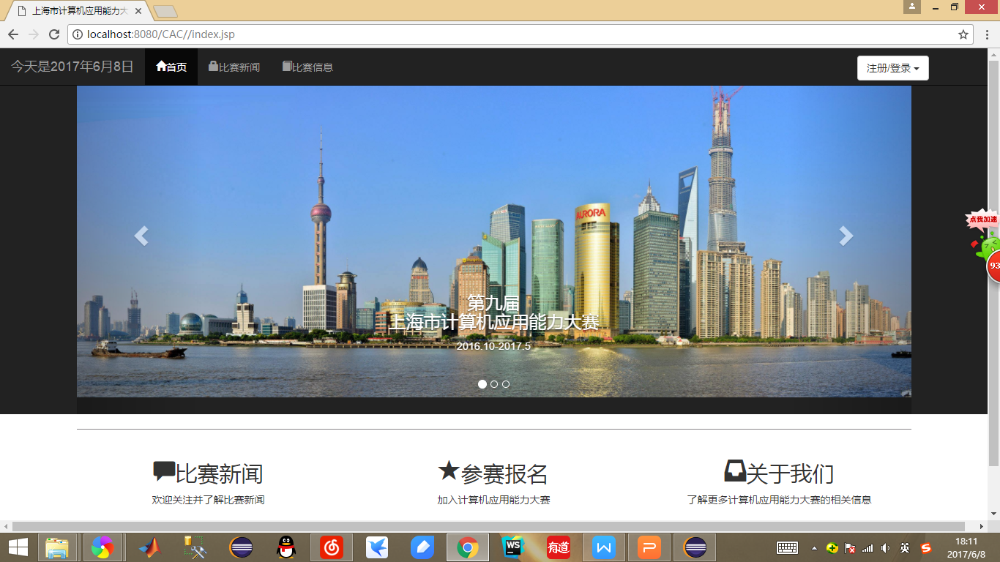 上海市计算机应用能力大
localhost:8080/CAC//index.jsp
今天是2017年6月8日
首页
比赛新闻
比赛信息
注册/登录
AURORA
citi
点我加速
93
第九届
上海市计算机应用能力大赛
2016.10-2017.5
比赛新闻
参赛报名
关于我们
欢迎关注并了解比赛新闻
加入计算机应用能力大赛
了解更多计算机应用能力大赛的相关信息
WS
有道
W
P
英
S
18:11
2017/6/8